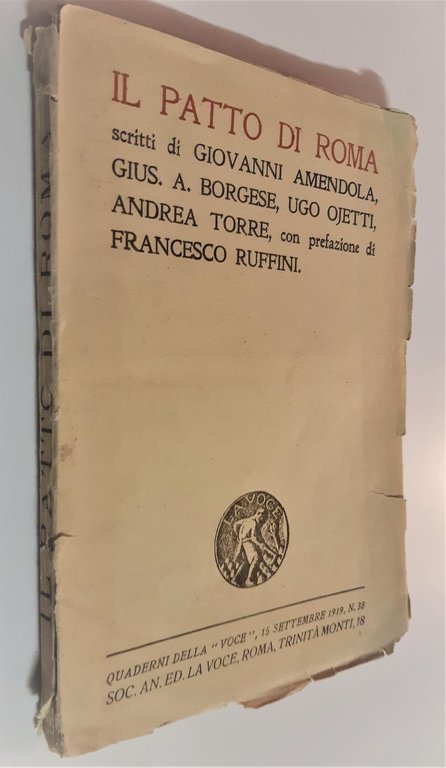 IL PATTO DI ROMA
scritti di GIOVANNI AMENDOLA,
GIUS. A. BORGESE, UGO OJETTI,
ANDREA TORRE, con prefazione di
FRANCESCO RUFFINI.
LA VOCE
QUADERNI DELLA "VOCE", 15 SETTEMBRE 1919, N. 38
SOC. AN. ED. LA VOCE, ROMA, TRINITÀ MONTI, 18
IL PATTO DI ROMA